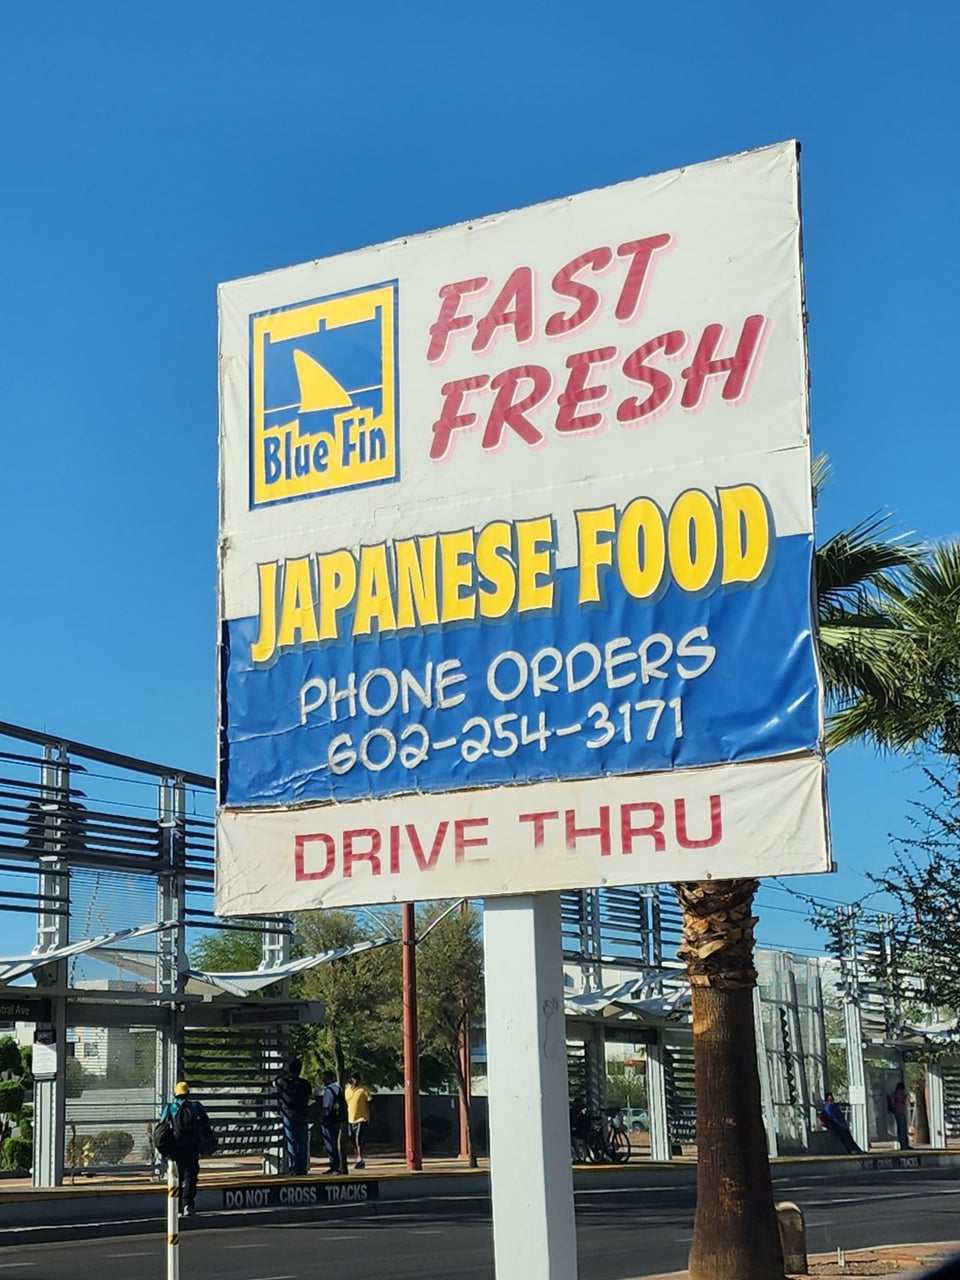 FAST
FRESH
Blue Fin
JAPANESE FOOD
PHONE ORDERS
602-254-3171
DRIVE THRU
DO NOT CROSS TRACKS